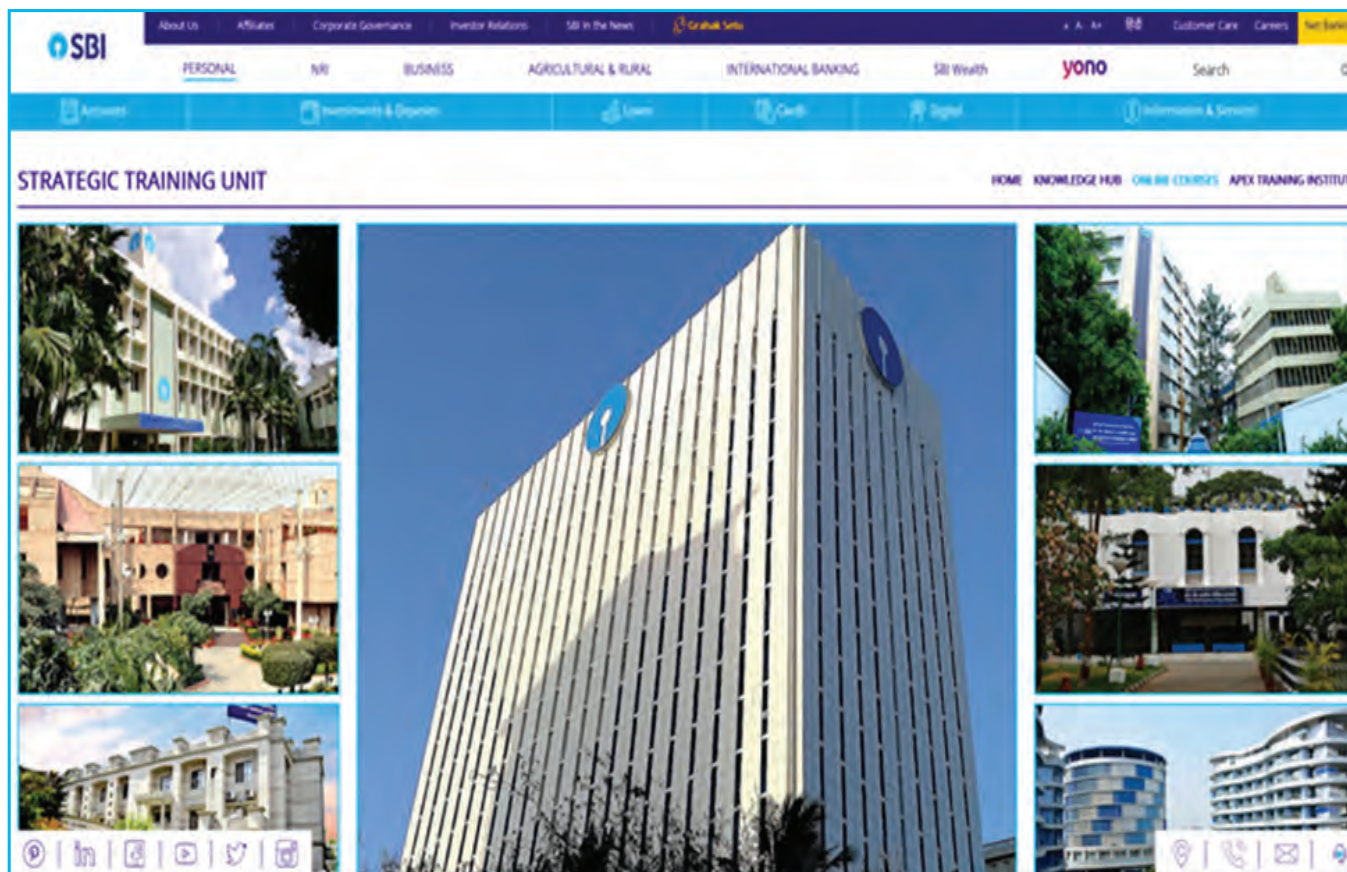 About Us Affiliates Corporate Governance Investor Relations SBI in the News Grahak Setu A A+ हिंदी Customer Care Careers
SBI
PERSONAL NRI BUSINESS AGRICULTURAL & RURAL INTERNATIONAL BANKING SBI Wealth yono Search
Accounts Investments & Deposits Loans Cards Digital Information & Services
STRATEGIC TRAINING UNIT
HOME KNOWLEDGE HUB ONLINE COURSES APEX TRAINING